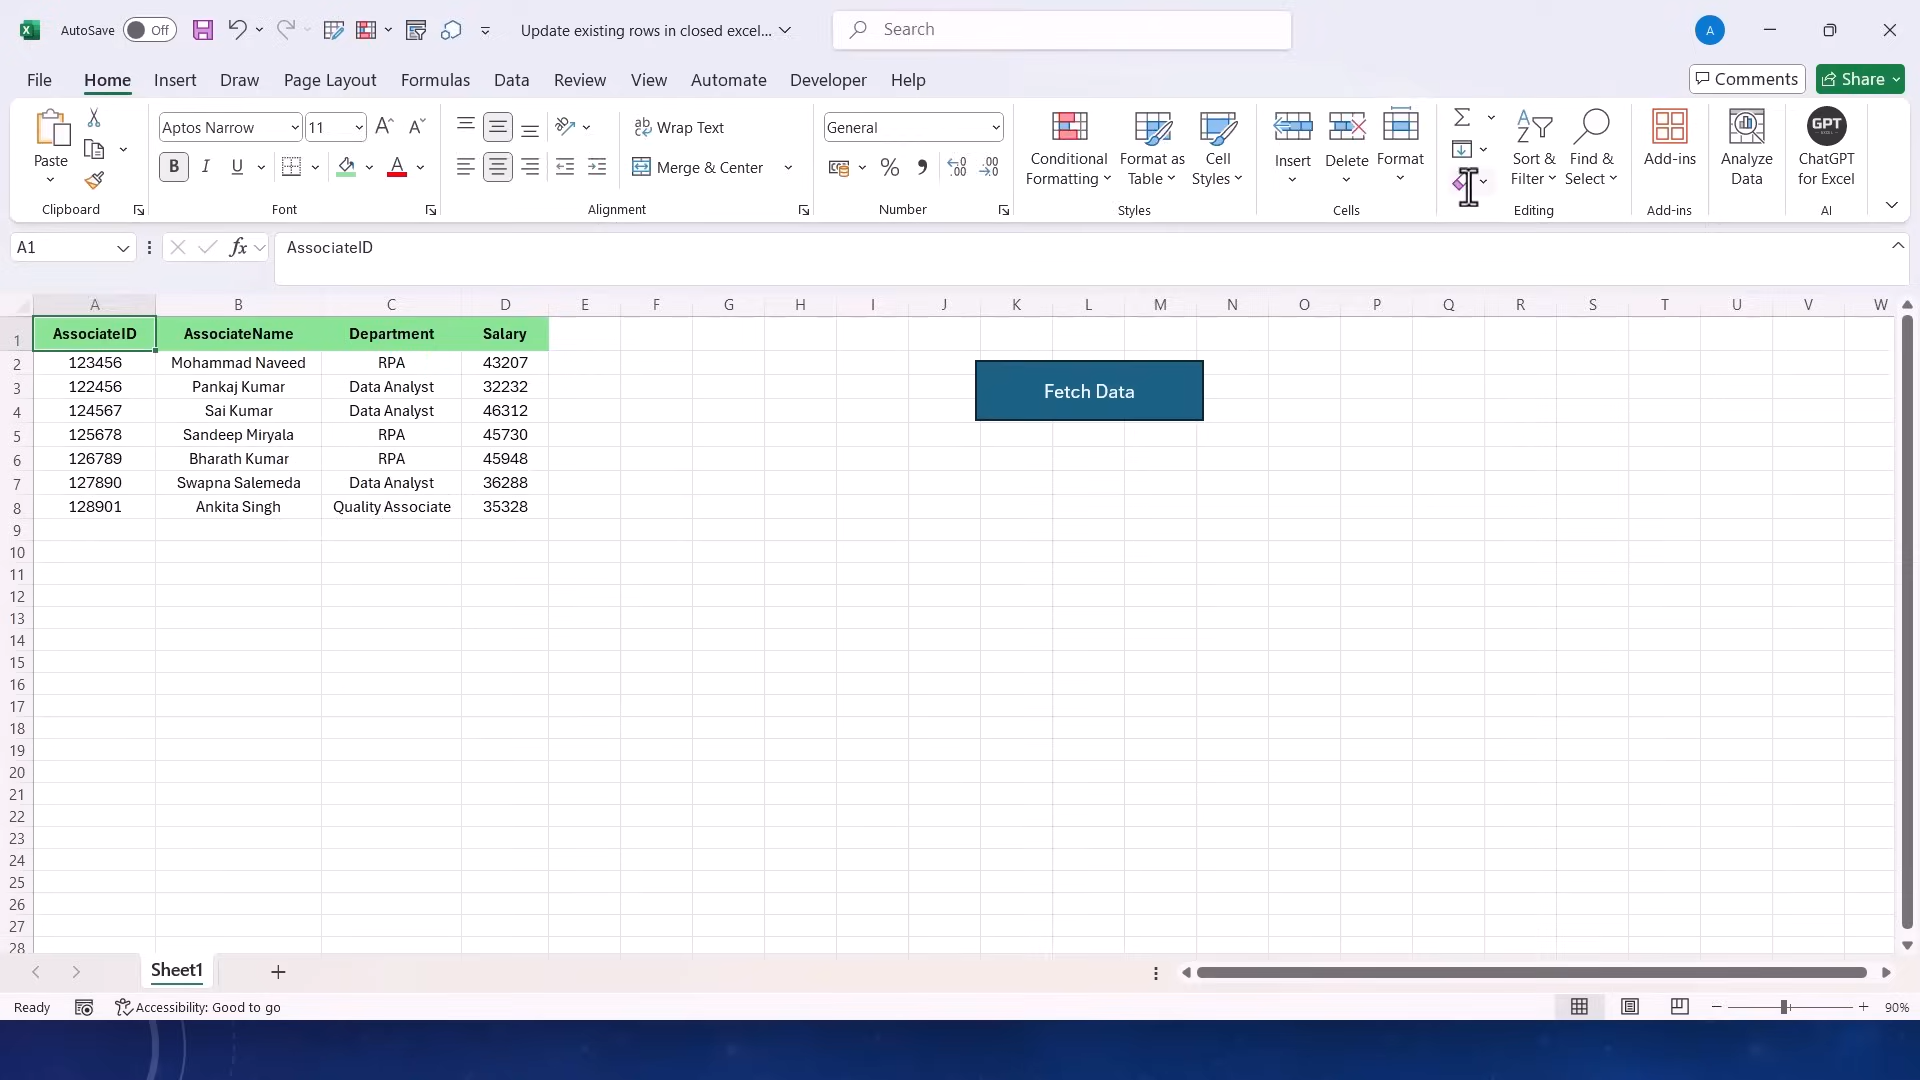 AutoSave Off Update existing rows in closed excel... Search A
File Home Insert Draw Page Layout Formulas Data Review View Automate Developer Help Comments Share
Paste
Clipboard
Aptos Narrow 11
B I U A
Font
Wrap Text
Merge & Center
Alignment
General
% .00
Number
Conditional Formatting
Format as Table
Cell Styles
Styles
Insert Delete Format
Cells
Sort & Filter
Find & Select
Editing
Add-ins
Add-ins
Analyze Data
GPT
ChatGPT for Excel
AI
A1 fx AssociateID
A B C D E F G H I J K L M N O P Q R S T U V W
1 AssociateID AssociateName Department Salary
2 123456 Mohammad Naveed RPA 43207
3 122456 Pankaj Kumar Data Analyst 32232
4 124567 Sai Kumar Data Analyst 46312
5 125678 Sandeep Miryala RPA 45730
6 126789 Bharath Kumar RPA 45948
7 127890 Swapna Salemeda Data Analyst 36288
8 128901 Ankita Singh Quality Associate 35328
Fetch Data
9
10
11
12
13
14
15
16
17
18
19
20
21
22
23
24
25
26
27
28
Sheet1
Ready Accessibility: Good to go 90%